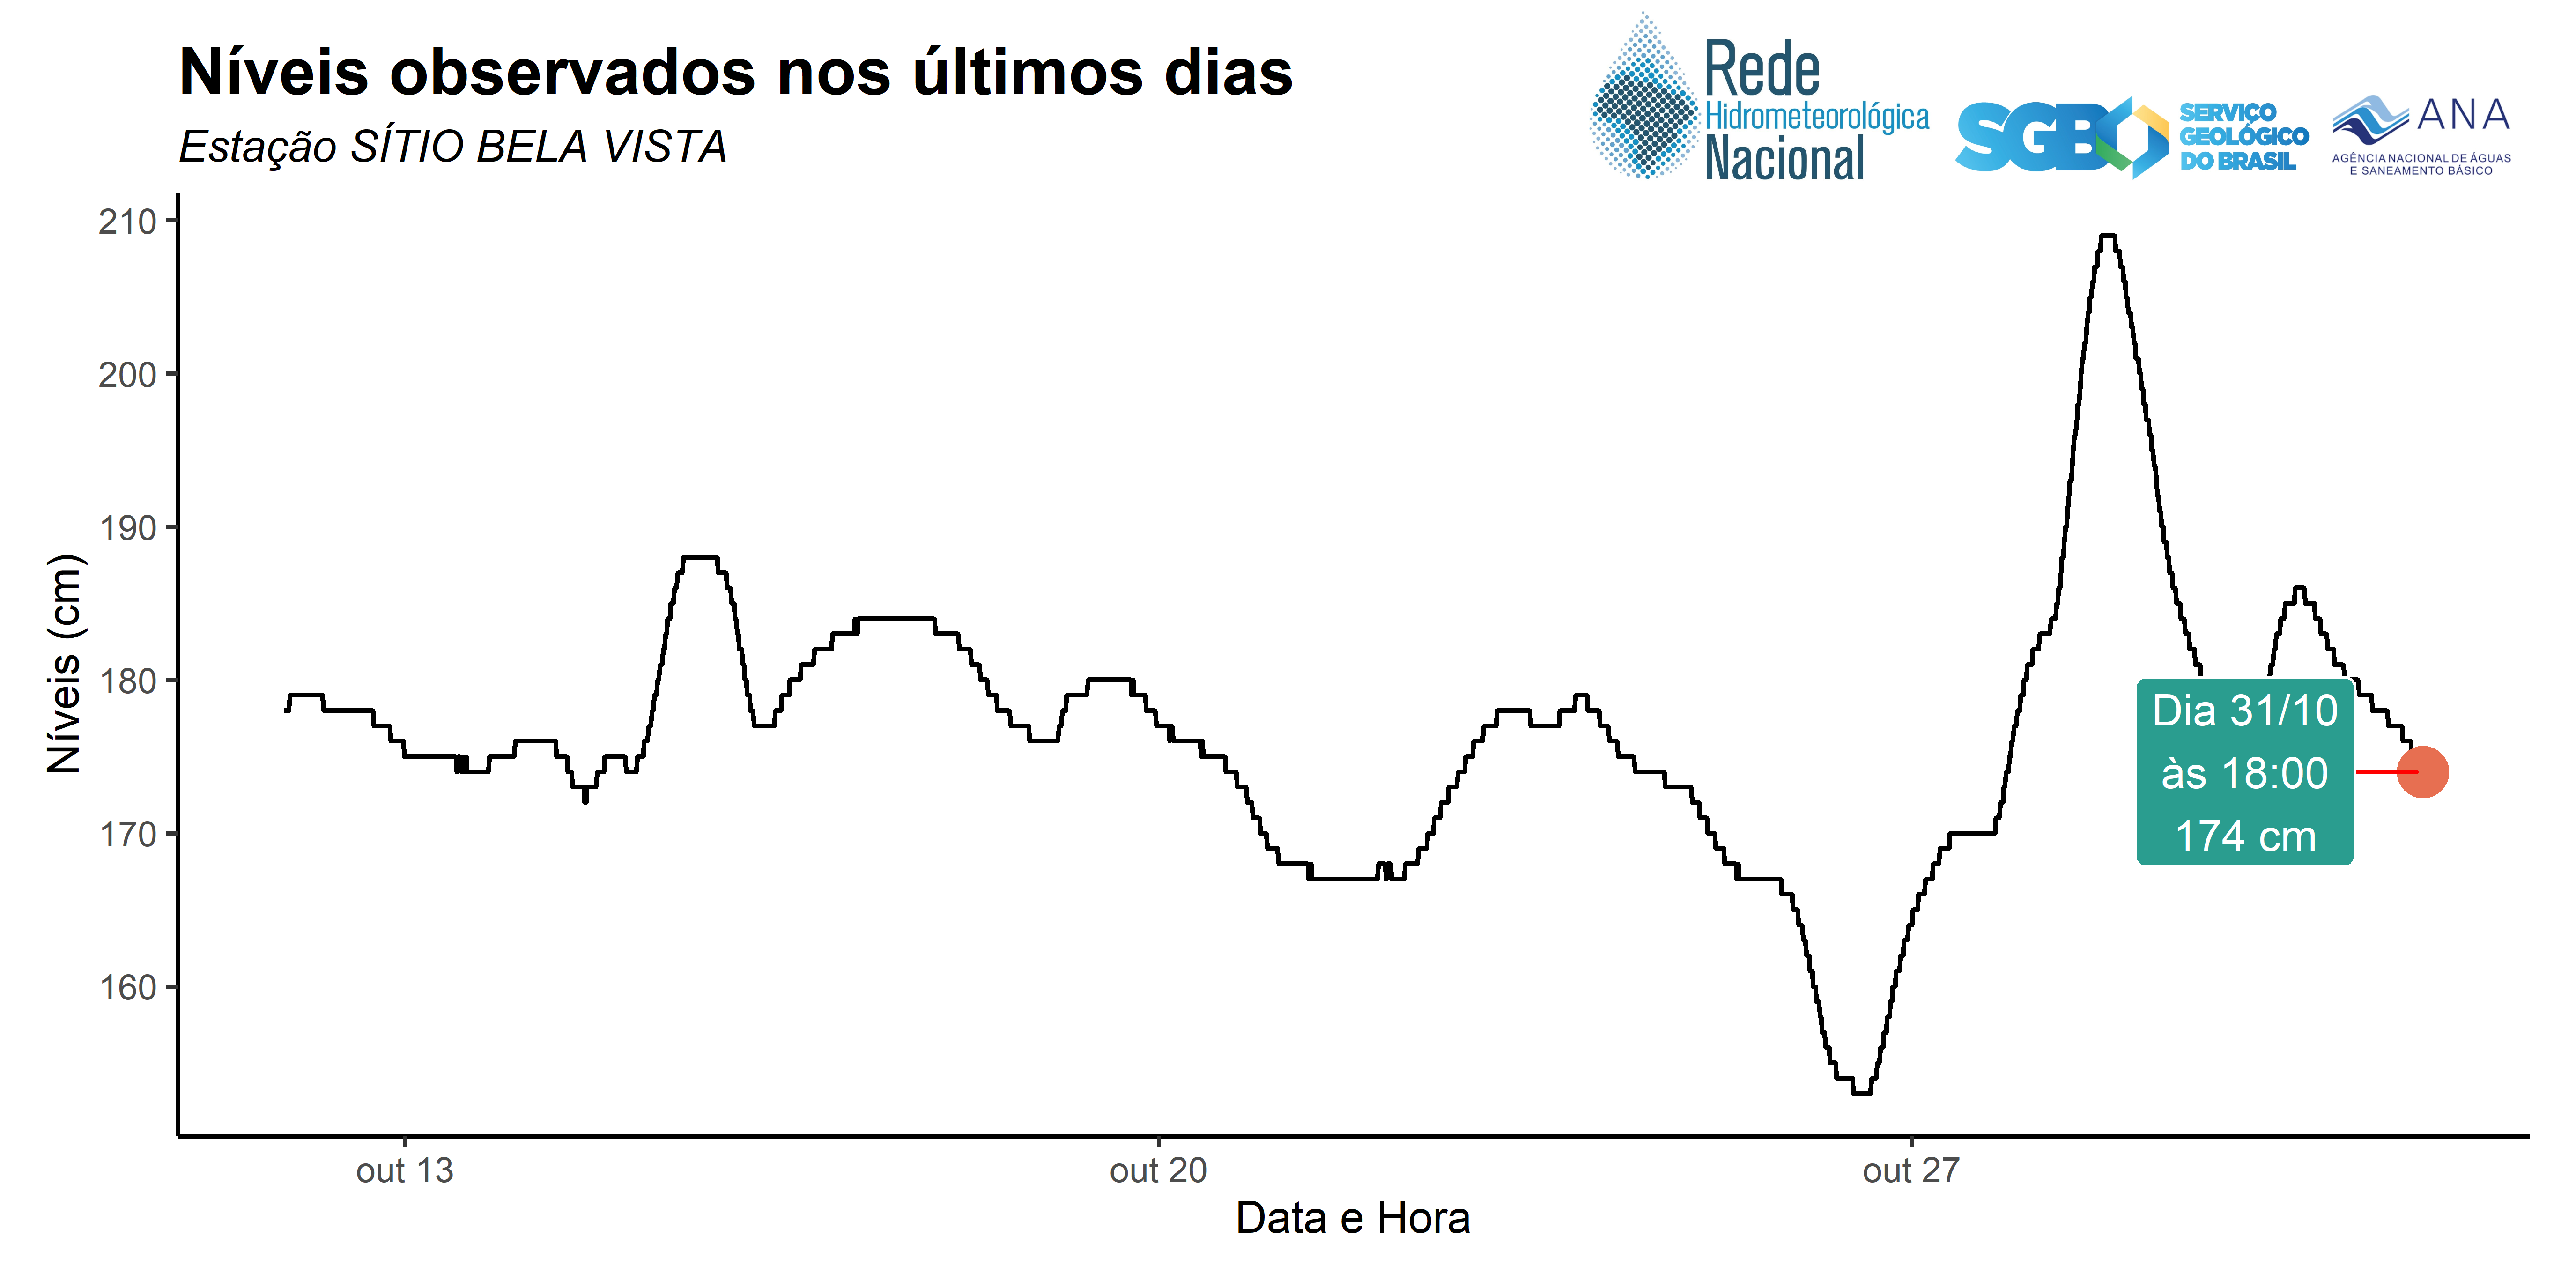 Níveis observados nos últimos dias
Estação SÍTIO BELA VISTA
Rede
Hidrometeorológica
Nacional
SGB
SERVIÇO
GEOLÓGICO
DO BRASIL
ANA
AGÊNCIA NACIONAL DE ÁGUAS
E SANEAMENTO BÁSICO
210
200
190
180
170
160
Níveis (cm)
Dia 31/10
às 18:00
174 cm
out 13
out 20
out 27
Data e Hora